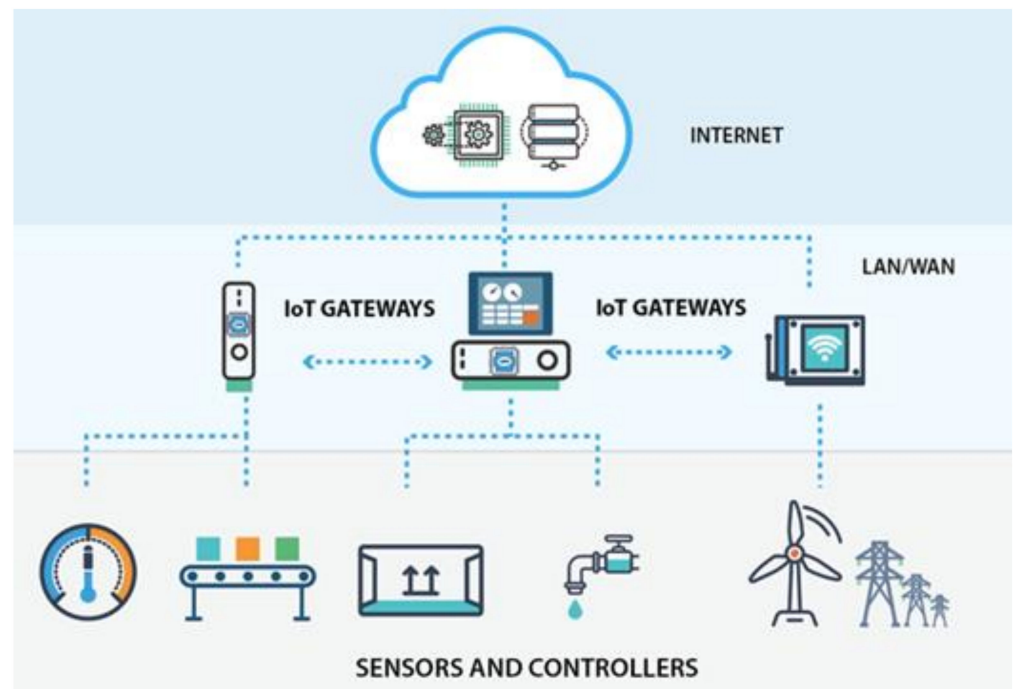 INTERNET
LAN/WAN
IoT GATEWAYS
IoT GATEWAYS
SENSORS AND CONTROLLERS